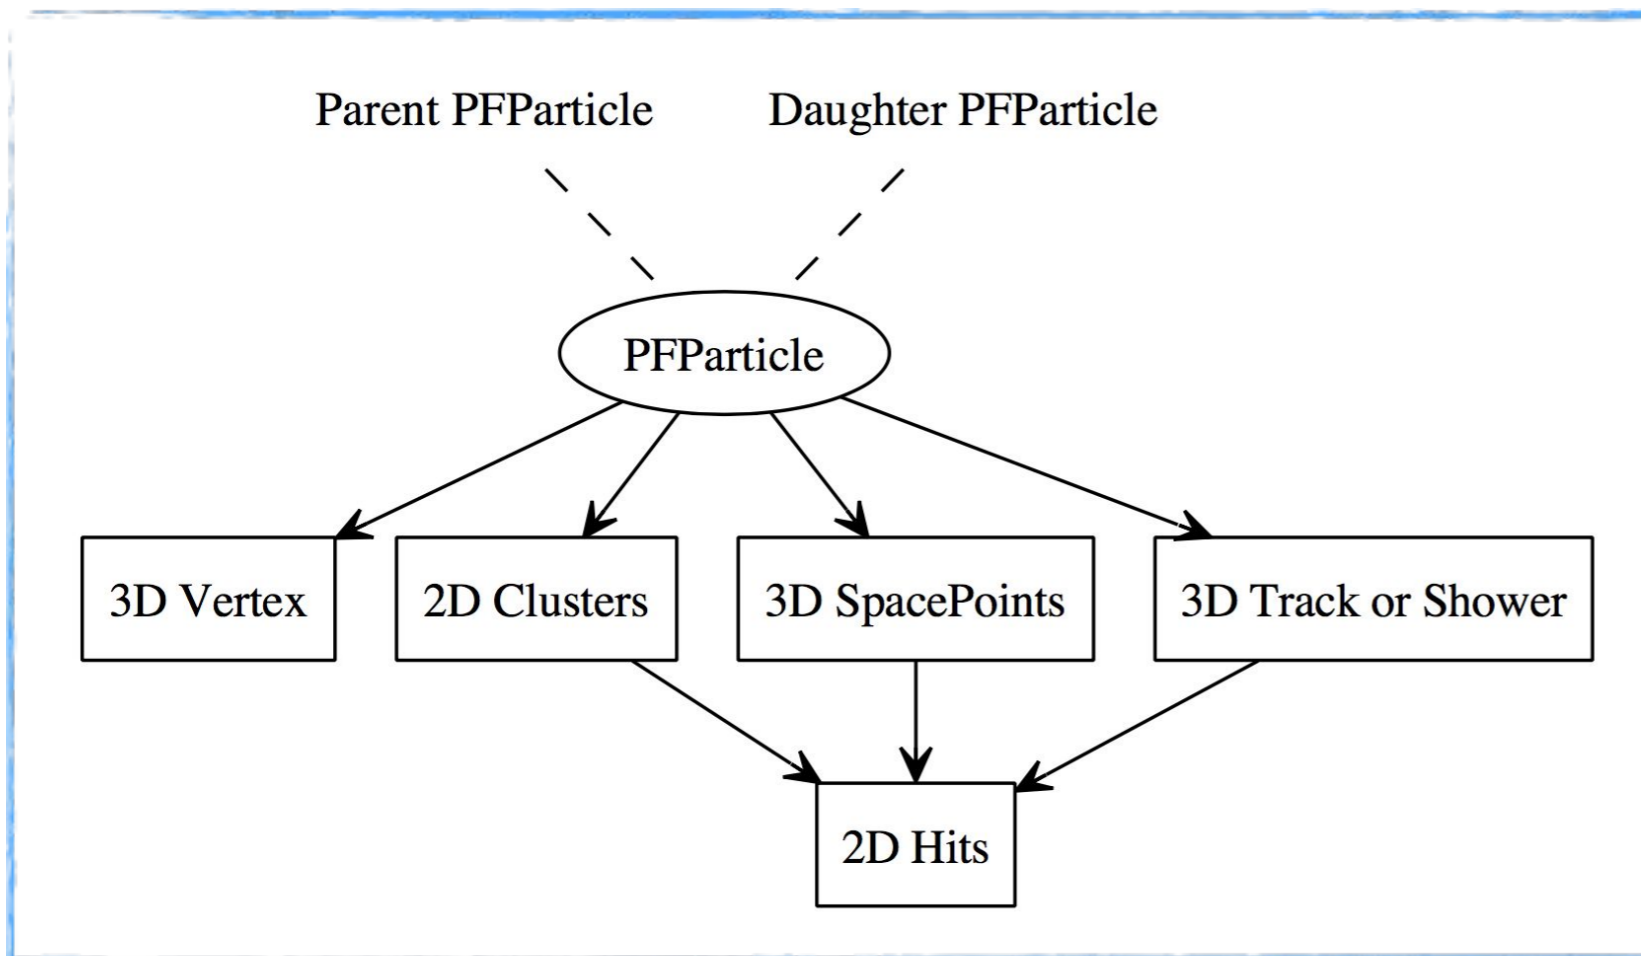 Parent PFParticle
Daughter PFParticle
PFParticle
3D Vertex
2D Clusters
3D SpacePoints
3D Track or Shower
2D Hits